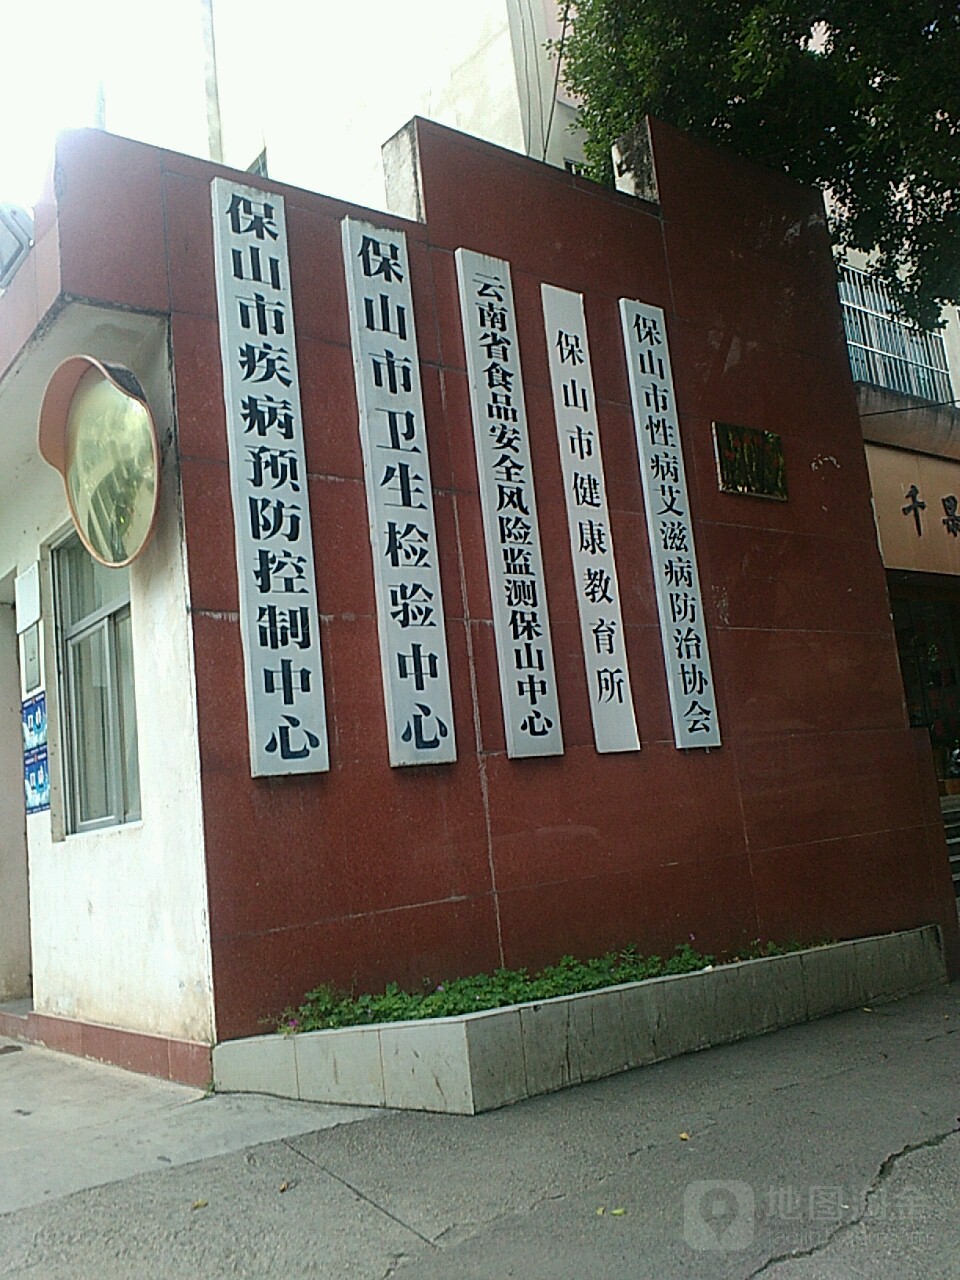 保山市疾病预防控制中心
保山市卫生检验中心
云南省食品安全风险监测保山中心
保山市健康教育所
保山市性病艾滋病防治协会
千景
地图淘金